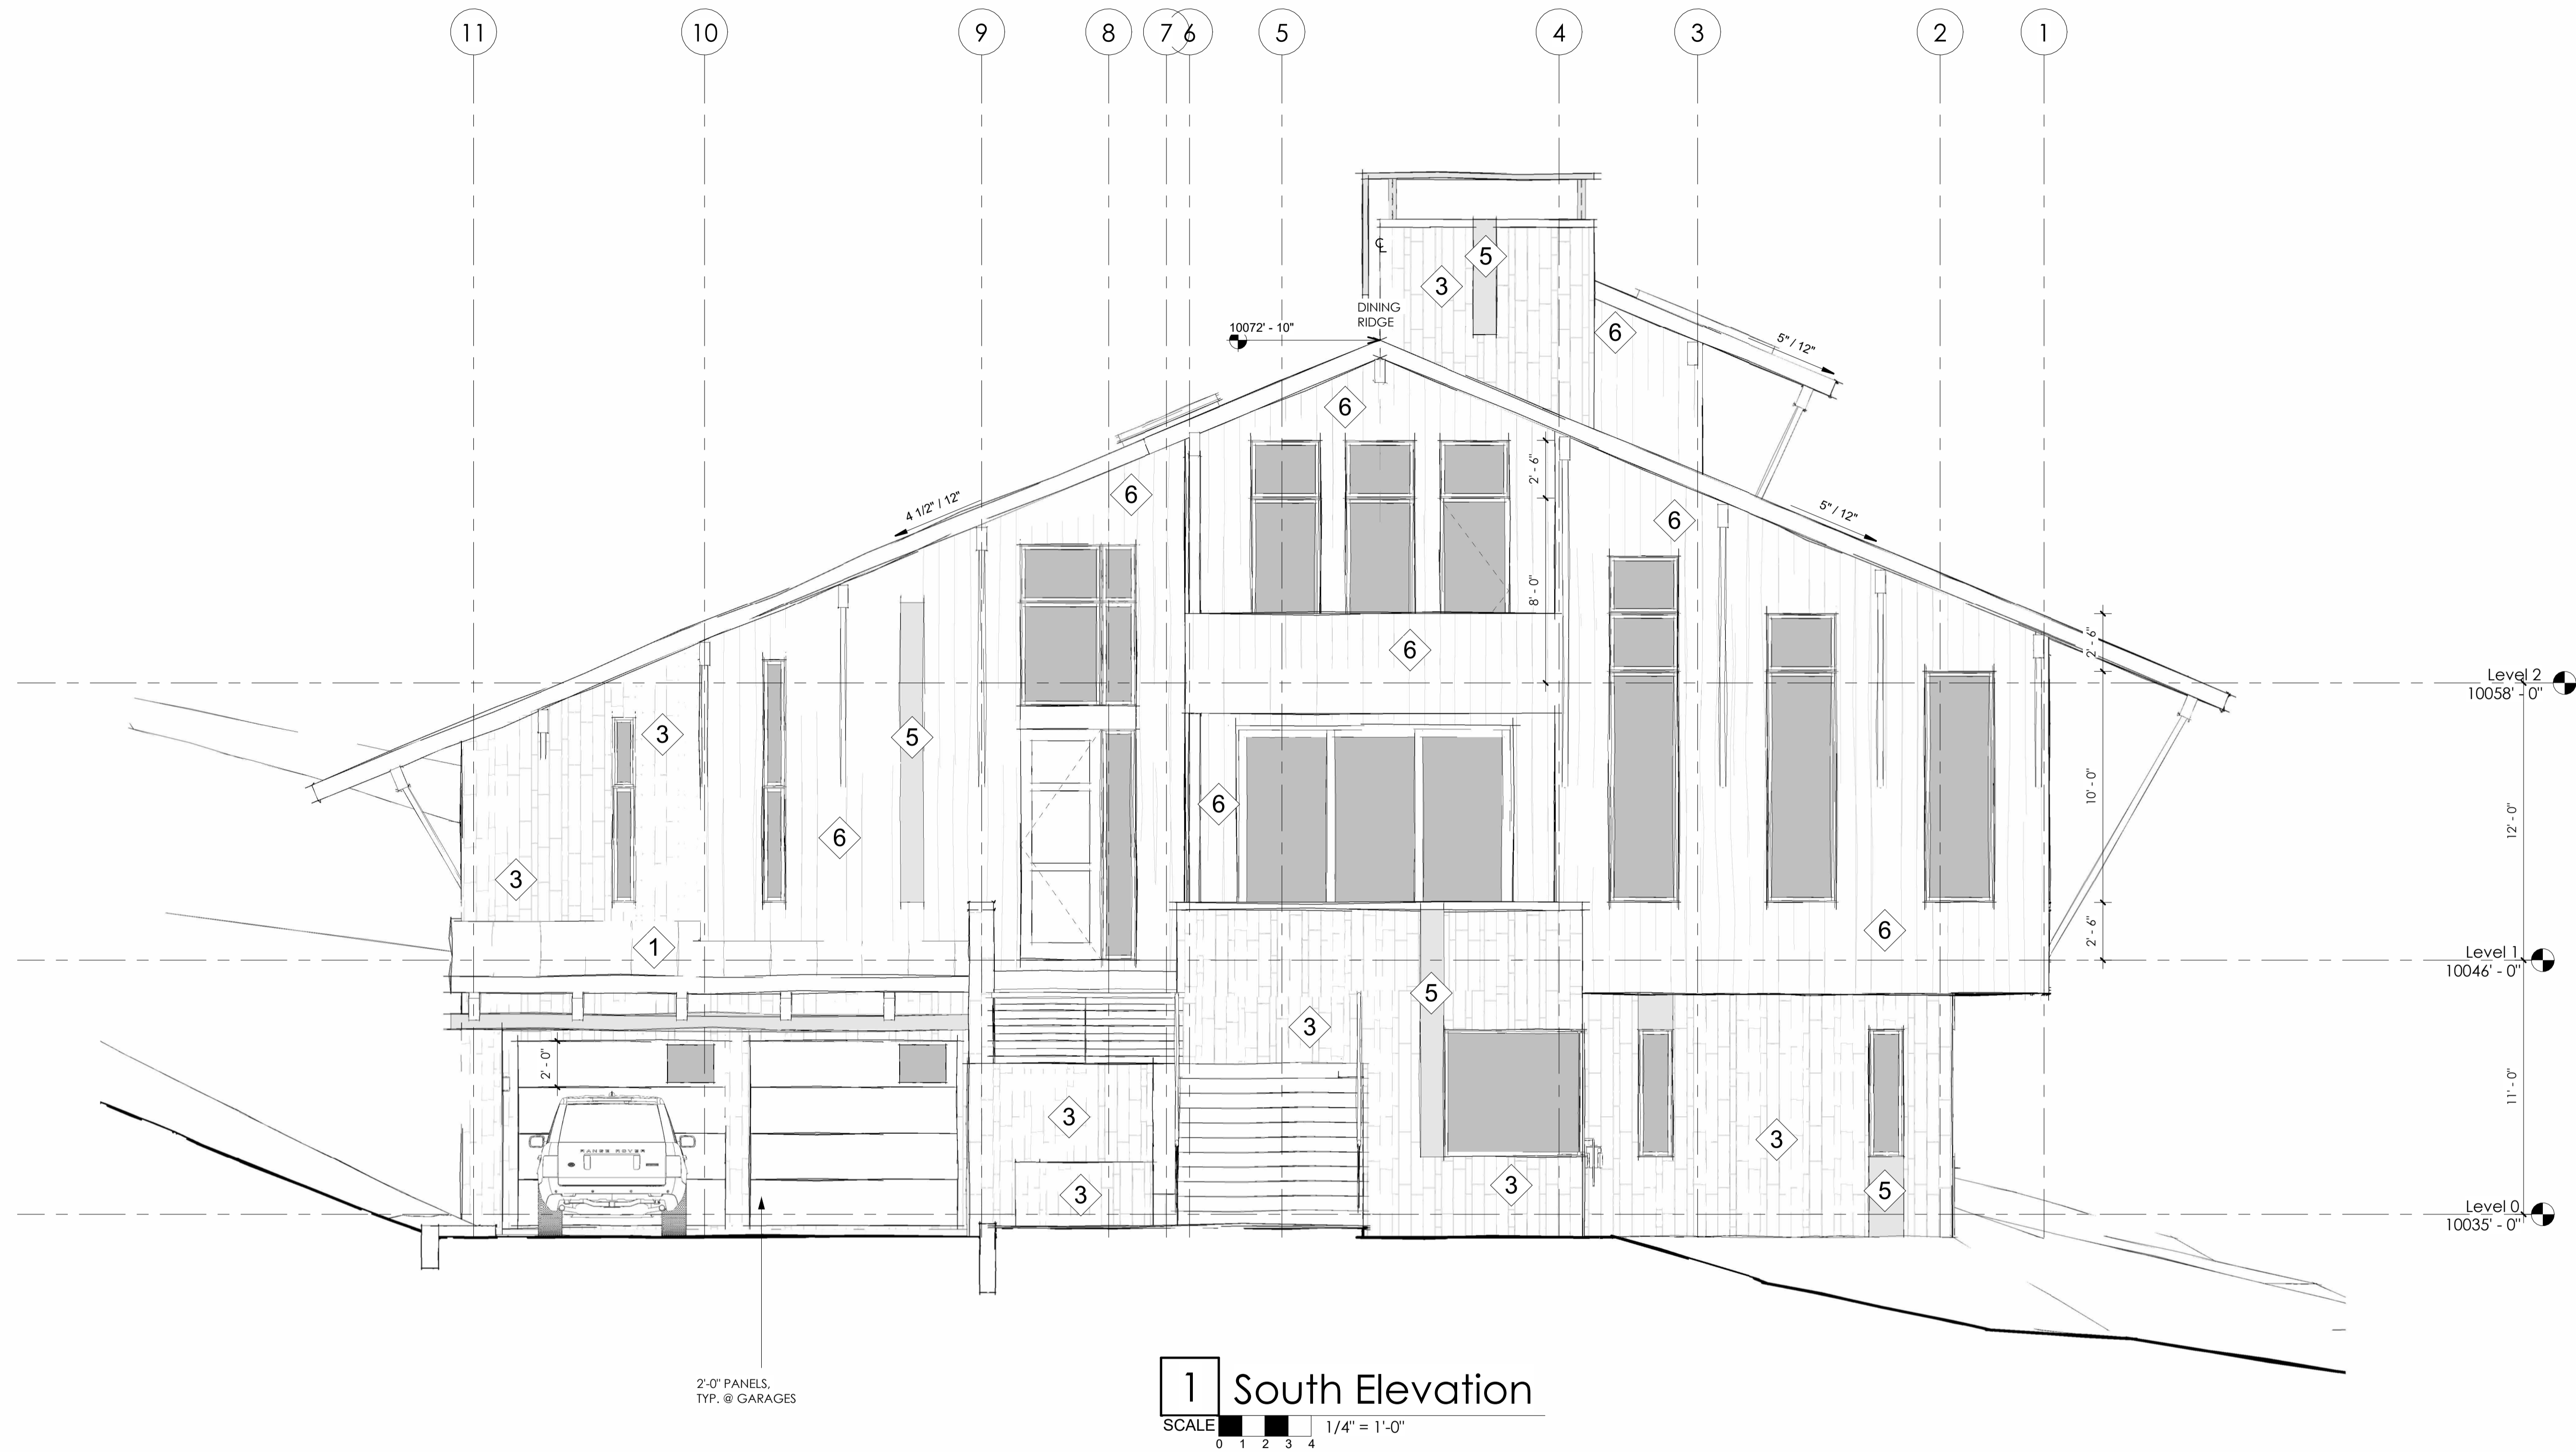 11 10 9 8 7 6 5 4 3 2 1
5
3
℄
DINING
RIDGE
10072' - 10"
6
5" / 12"
6
2' - 6"
6
4 1/2" / 12"
6
5" / 12"
8' - 0"
2' - 6"
6
Level 2
10058' - 0"
3
5
6
6
10' - 0"
12' - 0"
3
1
6
2' - 6"
Level 1
10046' - 0"
5
3
2' - 0"
11' - 0"
3
3
RANGE ROVER
3
3
5
Level 0
10035' - 0"
2'-0" PANELS,
TYP. @ GARAGES
1 South Elevation
SCALE 1/4" = 1'-0"
0 1 2 3 4